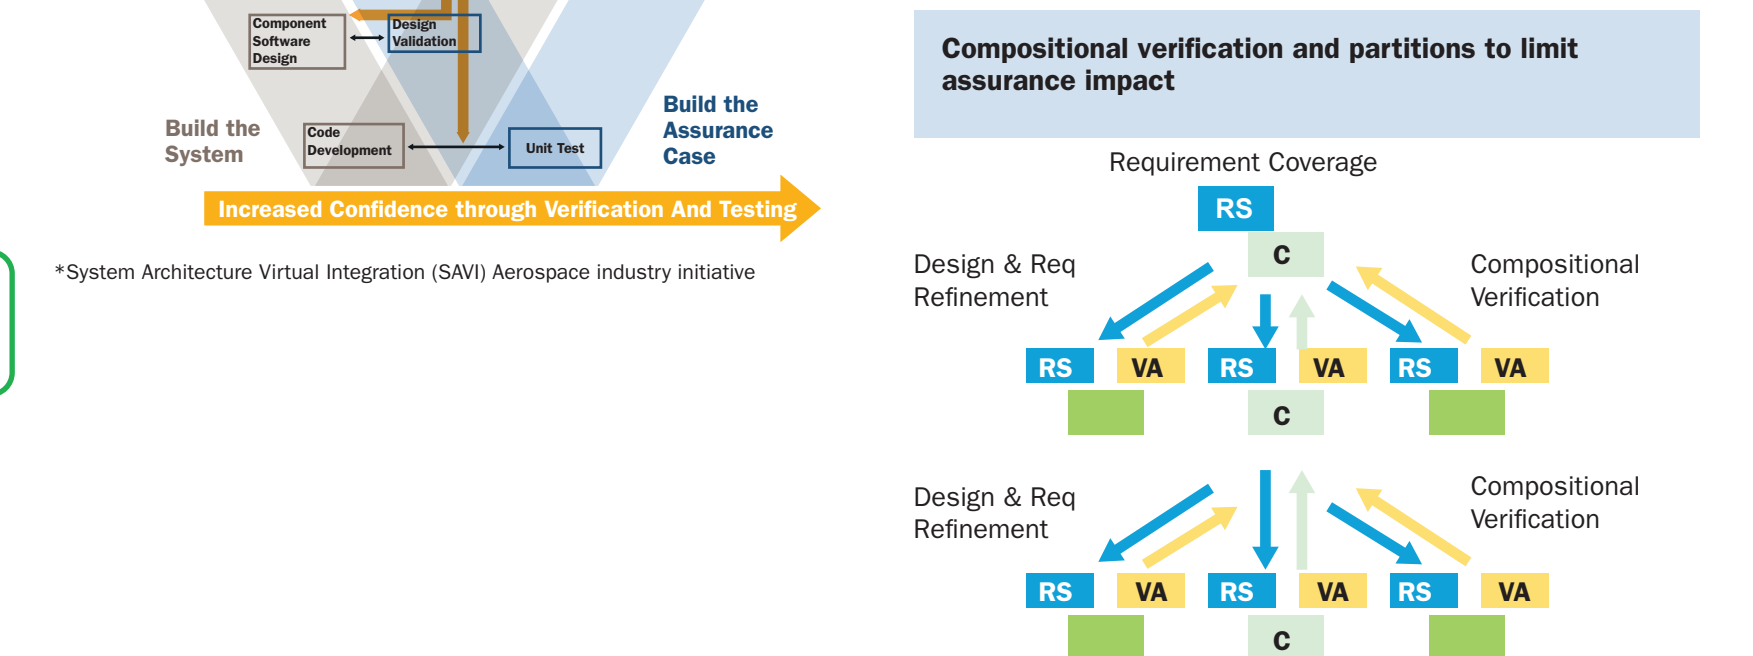 Component
Software
Design
Design
Validation
Build the
System
Code
Development
Unit Test
Build the
Assurance
Case
Increased Confidence through Verification And Testing
*System Architecture Virtual Integration (SAVI) Aerospace industry initiative
Compositional verification and partitions to limit
assurance impact
Requirement Coverage
RS
C
Design & Req
Refinement
Compositional
Verification
RS VA RS VA RS VA
C
Design & Req
Refinement
Compositional
Verification
RS VA RS VA RS VA
C